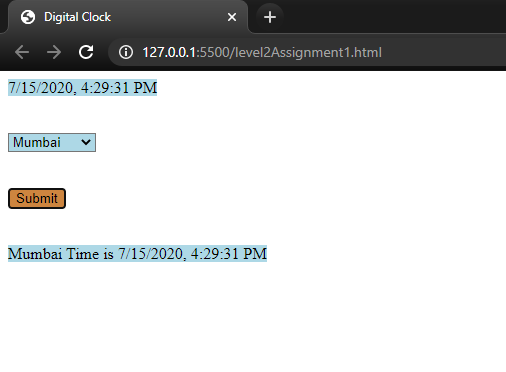 Digital Clock
127.0.0.1:5500/level2Assignment1.html
7/15/2020, 4:29:31 PM
Mumbai
Submit
Mumbai Time is 7/15/2020, 4:29:31 PM